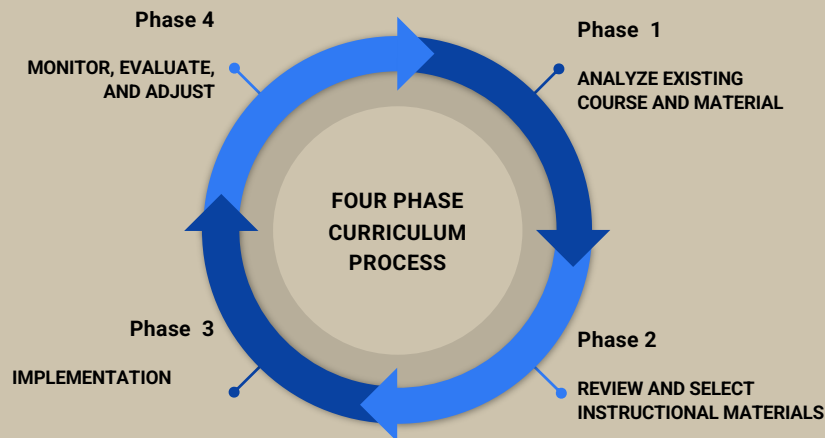 Phase 4
MONITOR, EVALUATE,
AND ADJUST
Phase 1
ANALYZE EXISTING
COURSE AND MATERIAL
FOUR PHASE
CURRICULUM
PROCESS
Phase 3
IMPLEMENTATION
Phase 2
REVIEW AND SELECT
INSTRUCTIONAL MATERIALS